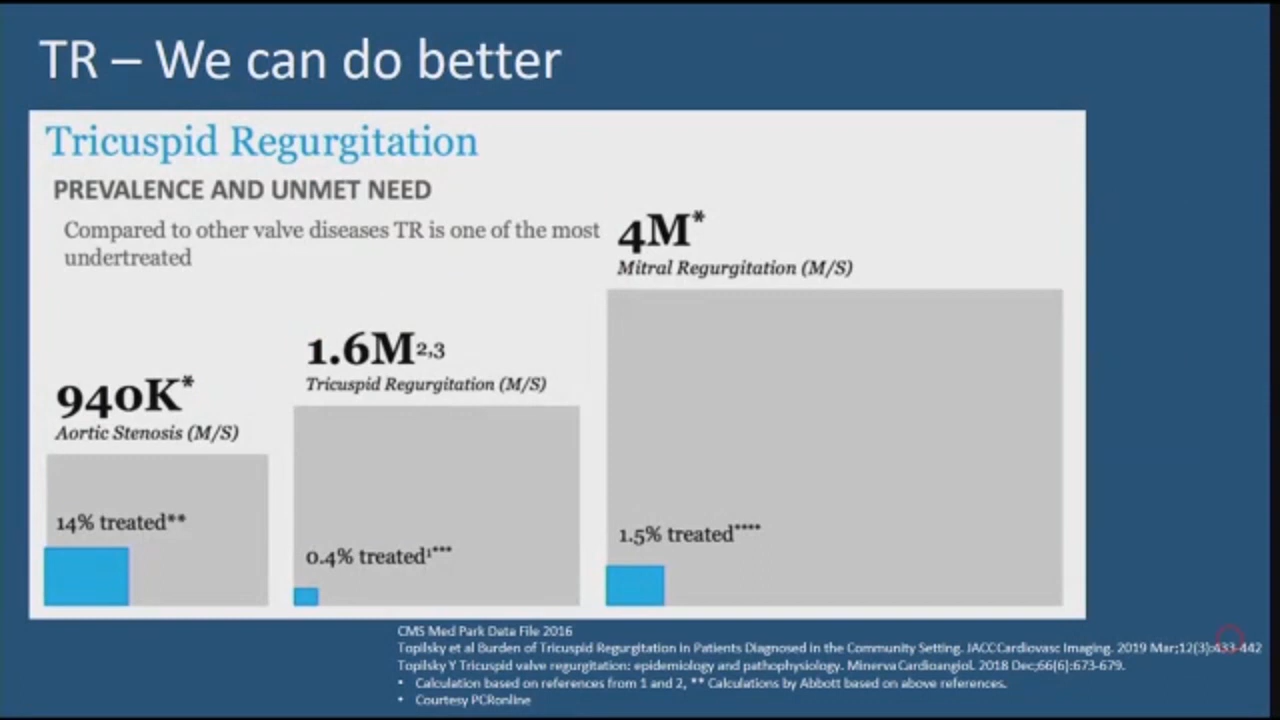 TR – We can do better
Tricuspid Regurgitation
PREVALENCE AND UNMET NEED
Compared to other valve diseases TR is one of the most
undertreated
4M*
Mitral Regurgitation (M/S)
1.6M2,3
Tricuspid Regurgitation (M/S)
940K*
Aortic Stenosis (M/S)
14% treated**
0.4% treated1***
1.5% treated****
CMS Med Park Data File 2016
Topilsky et al Burden of Tricuspid Regurgitation in Patients Diagnosed in the Community Setting. JACC Cardiovasc Imaging. 2019 Mar;12(3):433-442
Topilsky Y Tricuspid valve regurgitation: epidemiology and pathophysiology. Minerva Cardioangiol. 2018 Dec;66(6):673-679.
• Calculation based on references from 1 and 2, ** Calculations by Abbott based on above references.
• Courtesy PCRonline